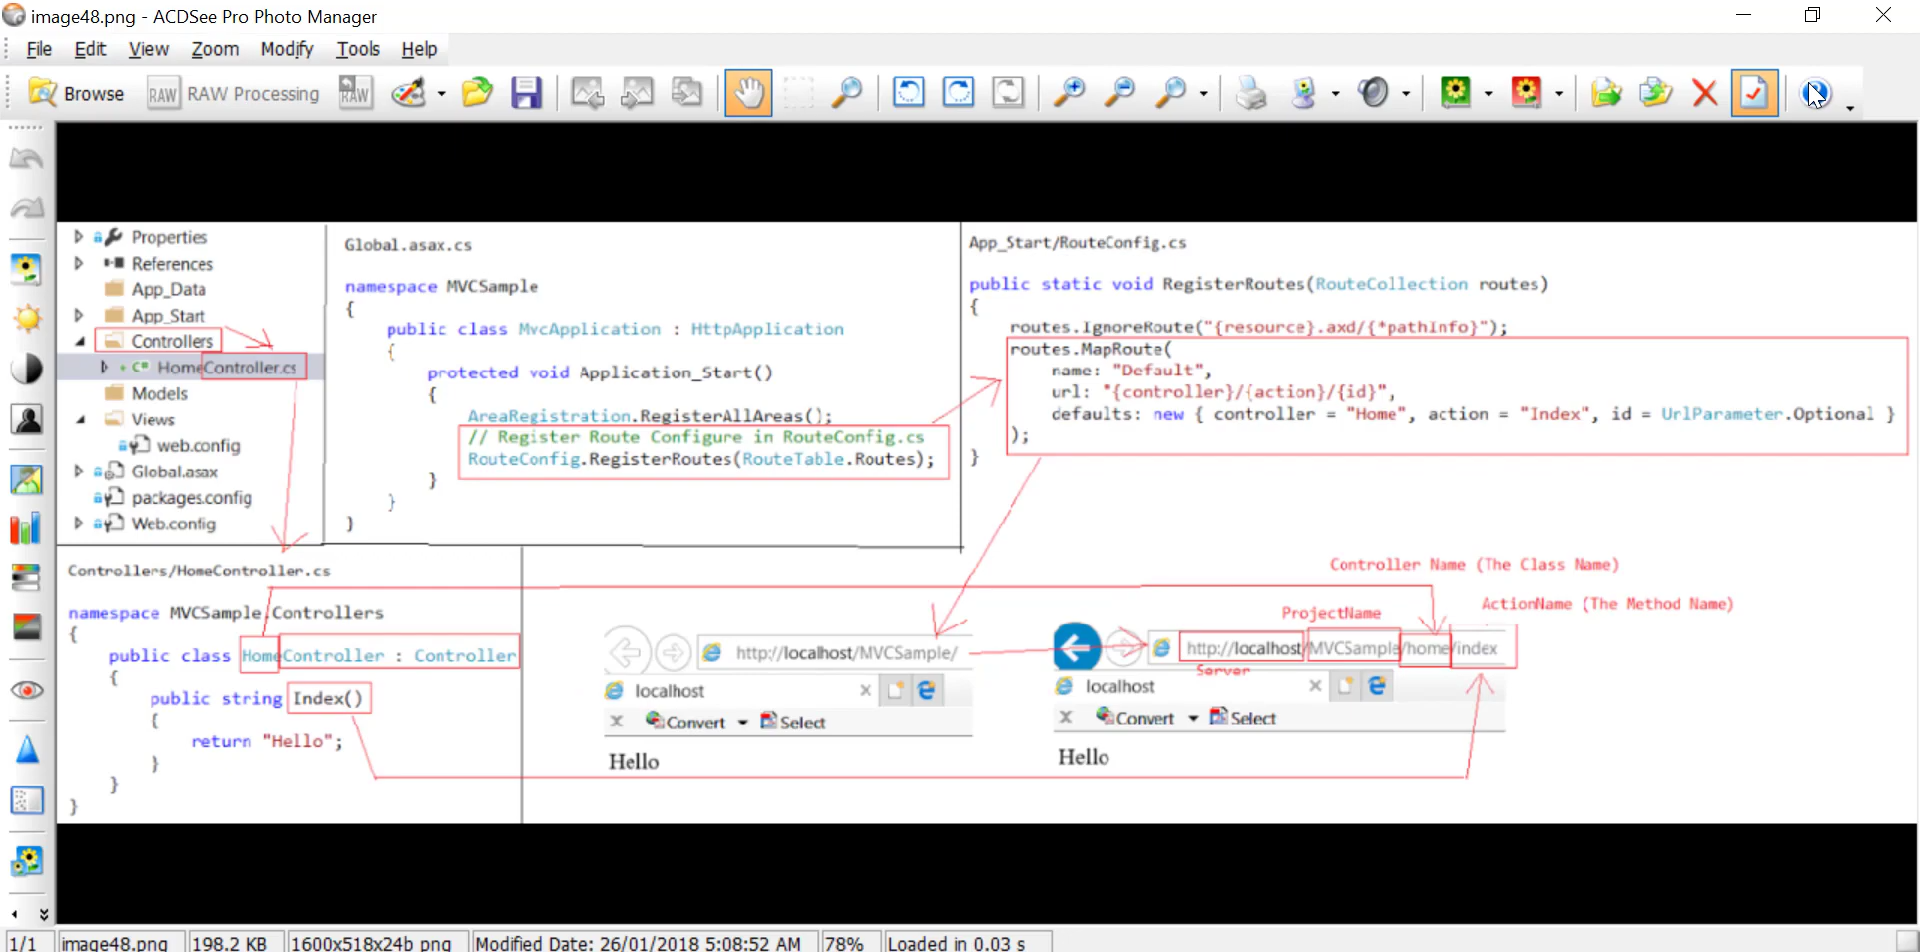 image48.png - ACDSee Pro Photo Manager
File Edit View Zoom Modify Tools Help
Browse RAW RAW Processing RAW
Properties
References
App_Data
App_Start
Controllers
HomeController.cs
Models
Views
web.config
Global.asax
packages.config
Web.config
Global.asax.cs
namespace MVCSample
{
public class MvcApplication : HttpApplication
{
protected void Application_Start()
{
AreaRegistration.RegisterAllAreas();
// Register Route Configure in RouteConfig.cs
RouteConfig.RegisterRoutes(RouteTable.Routes);
}
}
}
App_Start/RouteConfig.cs
public static void RegisterRoutes(RouteCollection routes)
{
routes.IgnoreRoute("{resource}.axd/{*pathInfo}");
routes.MapRoute(
name: "Default",
url: "{controller}/{action}/{id}",
defaults: new { controller = "Home", action = "Index", id = UrlParameter.Optional }
);
}
Controllers/HomeController.cs
namespace MVCSample.Controllers
{
public class HomeController : Controller
{
public string Index()
{
return "Hello";
}
}
}
http://localhost/MVCSample/
localhost
Convert Select
Hello
Controller Name (The Class Name)
ActionName (The Method Name)
ProjectName
http://localhost/MVCSample/home/index
Server
localhost
Convert Select
Hello
1/1 image48.png 198.2 KB 1600x518x24b png Modified Date: 26/01/2018 5:08:52 AM 78% Loaded in 0.03 s